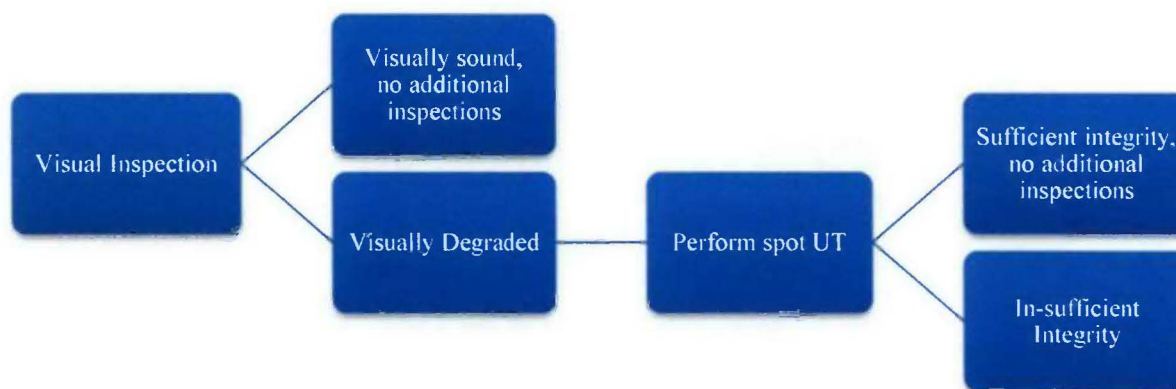 Visual Inspection
Visually sound,
no additional
inspections
Visually Degraded
Perform spot UT
Sufficient integrity,
no additional
inspections
In-sufficient
Integrity